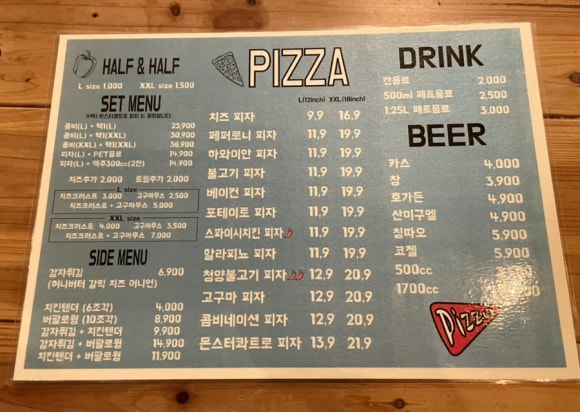 HALF & HALF
L size 1,000 XXL size 1,500
SET MENU
콤비(L) + 텍1(L) 23,900
콤비(XL) + 텍1(XXL) 30,900
콤비(XXL) + 텍1(XXL) 38,900
피자(L) + PET음료 14,900
피자(L) + 맥주300cc(2잔) 14,900
치즈추가 2,000 토핑추가 2,000
L size
치즈크러스트 3,000 고구마무스 2,500
치즈크러스트 + 고구마무스 5,000
XXL size
치즈크러스트 4,000 고구마무스 3,500
치즈크러스트 + 고구마무스 7,000
SIDE MENU
감자튀김 6,900
(허니버터 갈릭 치즈 어니언)
치킨텐더 (6조각) 4,000
버팔로윙 (10조각) 8,900
감자튀김 + 치킨텐더 9,900
감자튀김 + 버팔로윙 14,900
치킨텐더 + 버팔로윙 11,900
PIZZA
L(12inch) XXL(18inch)
치즈 피자 9,9 16,9
페퍼로니 피자 11,9 19,9
하와이안 피자 11,9 19,9
불고기 피자 11,9 19,9
베이컨 피자 11,9 19,9
포테이토 피자 11,9 19,9
스파이시치킨 피자 11,9 19,9
할라피뇨 피자 11,9 19,9
청양불고기 피자 12,9 20,9
고구마 피자 12,9 20,9
콤비네이션 피자 12,9 20,9
몬스터콰트로 피자 13,9 21,9
DRINK
캔음료 2,000
500ml 페트음료 2,500
1.25L 페트음료 3,000
BEER
카스 4,000
창 3,900
호가든 4,900
산미구엘 4,900
칭따오 5,900
코젤 5,900
500cc
1700cc